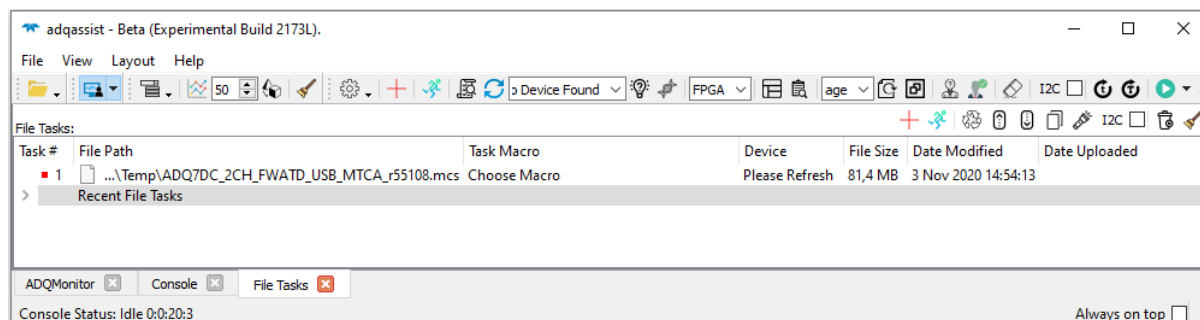 adqassist - Beta (Experimental Build 2173L).
File View Layout Help
50 Device Found FPGA age I2C
File Tasks: I2C
Task # File Path Task Macro Device File Size Date Modified Date Uploaded
1 ...\Temp\ADQ7DC_2CH_FWATD_USB_MTCA_r55108.mcs Choose Macro Please Refresh 81,4 MB 3 Nov 2020 14:54:13
Recent File Tasks
ADQMonitor Console File Tasks
Console Status: Idle 0:0:20:3 Always on top